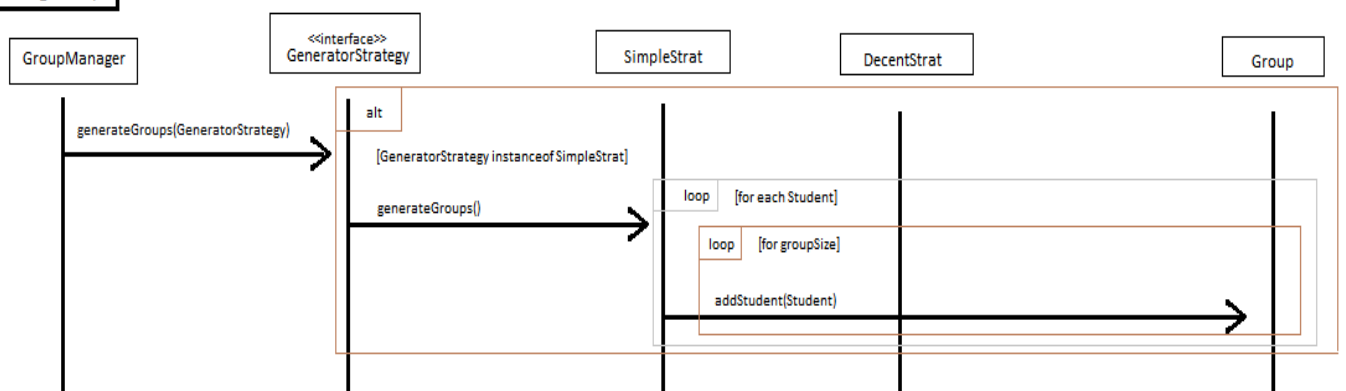 GroupManager
<<interface>>
GeneratorStrategy
SimpleStrat
DecentStrat
Group
alt
generateGroups(GeneratorStrategy)
[GeneratorStrategy instanceof SimpleStrat]
loop [for each Student]
generateGroups()
loop [for groupSize]
addStudent(Student)